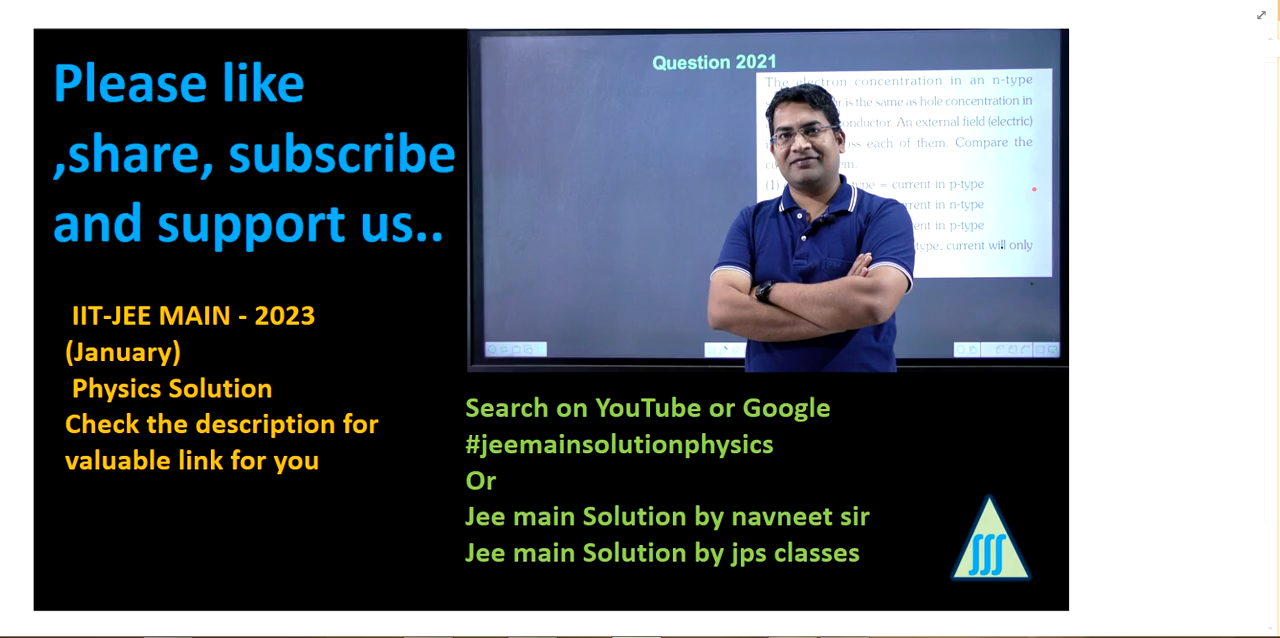 Please like
,share, subscribe
and support us..
IIT-JEE MAIN - 2023
(January)
Physics Solution
Check the description for
valuable link for you
Question 2021
The electron concentration in an n-type
is the same as hole concentration in
An external field (electric)
each of them. Compare the
(1) = current in p-type
current in n-type
in p-type
current will only
Search on YouTube or Google
#jeemainsolutionphysics
Or
Jee main Solution by navneet sir
Jee main Solution by jps classes